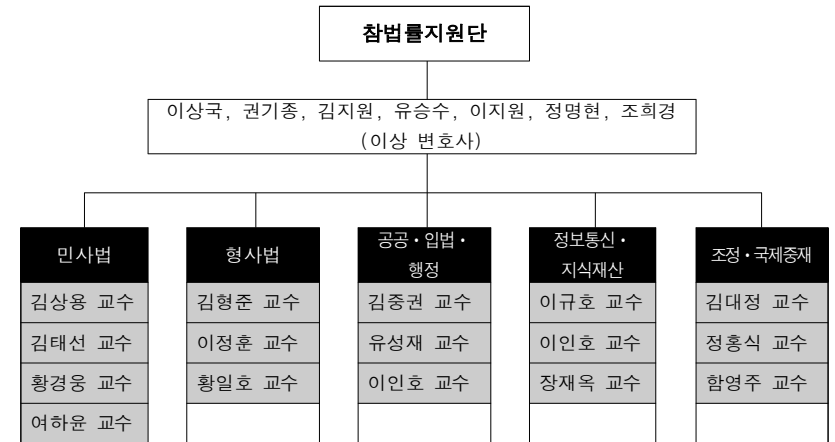 참법률지원단
이상국, 권기종, 김지원, 유승수, 이지원, 정명현, 조희경
(이상 변호사)
민사법
김상용 교수
김태선 교수
황경웅 교수
여하윤 교수
형사법
김형준 교수
이정훈 교수
황일호 교수
공공・입법・
행정
김중권 교수
유성재 교수
이인호 교수
정보통신・
지식재산
이규호 교수
이인호 교수
장재옥 교수
조정・국제중재
김대정 교수
정홍식 교수
함영주 교수